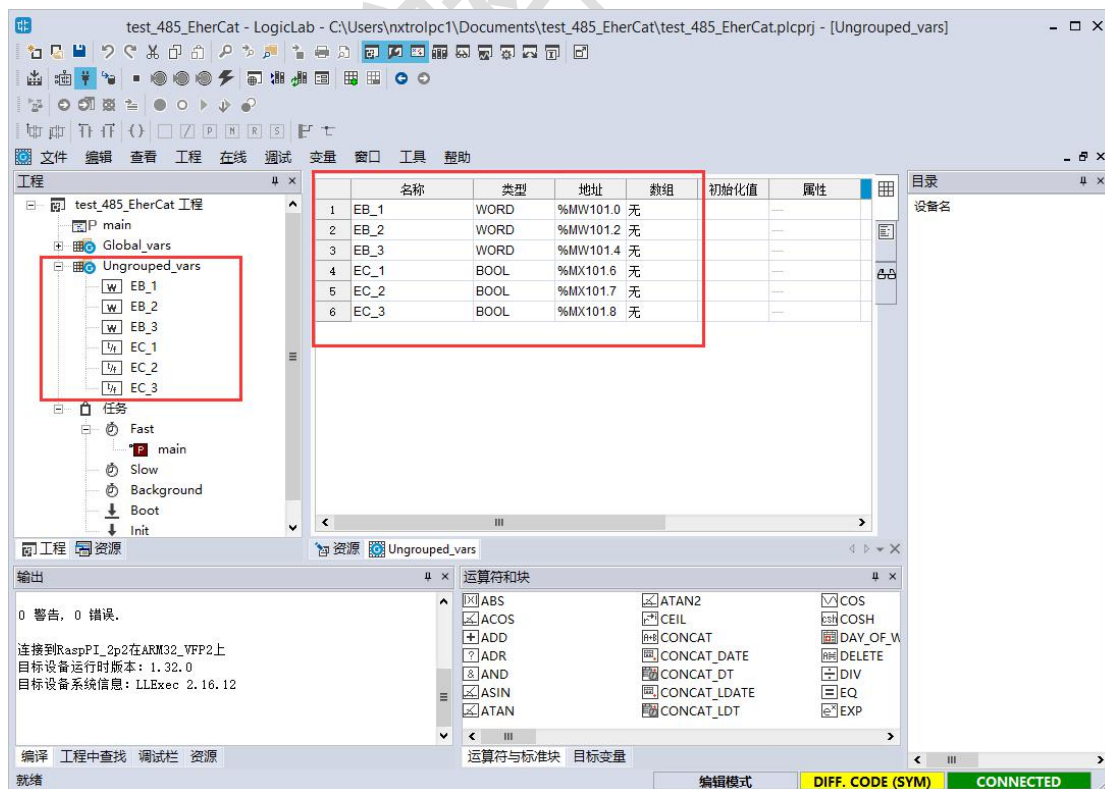 test_485_EherCat - LogicLab - C:\Users\nxtrolpc1\Documents\test_485_EherCat\test_485_EherCat.plcprj - [Ungrouped_vars]
文件 编辑 查看 工程 在线 调试 变量 窗口 工具 帮助
工程
test_485_EherCat 工程
P main
Global_vars
Ungrouped_vars
W EB_1
W EB_2
W EB_3
EC_1
EC_2
EC_3
任务
Fast
P main
Slow
Background
Boot
Init
工程 资源
名称 类型 地址 数组 初始化值 属性
1 EB_1 WORD %MW101.0 无 —
2 EB_2 WORD %MW101.2 无 —
3 EB_3 WORD %MW101.4 无 —
4 EC_1 BOOL %MX101.6 无 —
5 EC_2 BOOL %MX101.7 无 —
6 EC_3 BOOL %MX101.8 无 —
资源 Ungrouped_vars
目录
设备名
输出
0 警告, 0 错误.
连接到RaspPI_2p2在ARM32_VFP2上
目标设备运行时版本: 1.32.0
目标设备系统信息: LLExec 2.16.12
编译 工程中查找 调试栏 资源
运算符和块
ABS ATAN2 COS
ACOS CEIL COSH
ADD CONCAT DAY_OF_W
ADR CONCAT_DATE DELETE
AND CONCAT_DT DIV
ASIN CONCAT_LDATE EQ
ATAN CONCAT_LDT EXP
运算符与标准块 目标变量
就绪 编辑模式 DIFF. CODE (SYM) CONNECTED